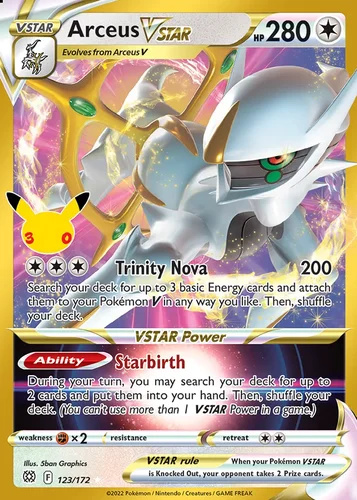 VSTAR Arceus VSTAR HP 280
Evolves from Arceus V
30
Trinity Nova 200
Search your deck for up to 3 basic Energy cards and attach
them to your Pokémon V in any way you like. Then, shuffle
your deck.
VSTAR Power
Ability Starbirth
During your turn, you may search your deck for up to
2 cards and put them into your hand. Then, shuffle your
deck. (You can't use more than 1 VSTAR Power in a game.)
weakness ×2 resistance retreat
Illus. 5ban Graphics
F 123/172
VSTAR rule When your Pokémon VSTAR
is Knocked Out, your opponent takes 2 Prize cards.
©2022 Pokémon / Nintendo / Creatures / GAME FREAK